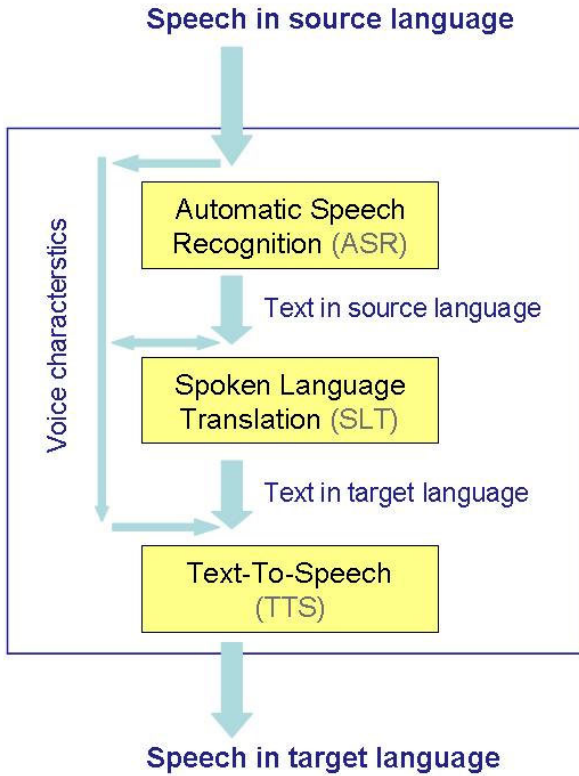 Speech in source language
Automatic Speech
Recognition (ASR)
Text in source language
Voice characterstics
Spoken Language
Translation (SLT)
Text in target language
Text-To-Speech
(TTS)
Speech in target language